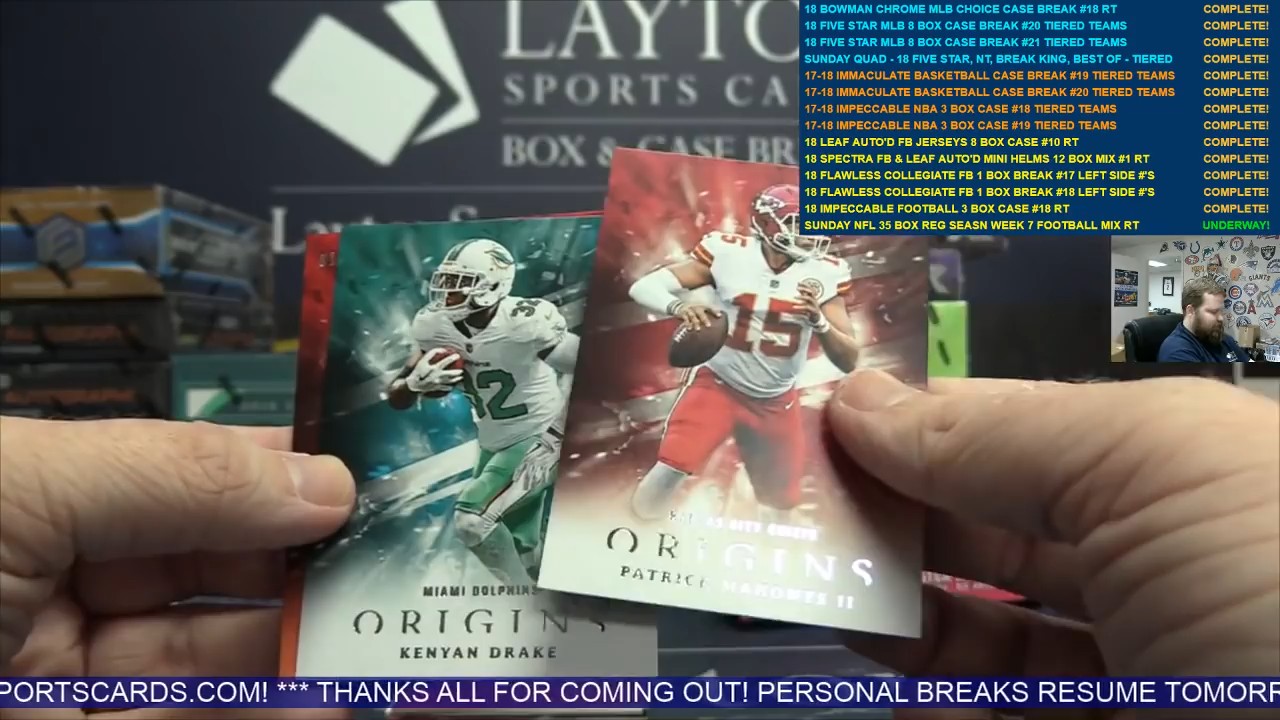 LAYTO
SPORTS CA
BOX & CASE BR
18 BOWMAN CHROME MLB CHOICE CASE BREAK #18 RT COMPLETE!
18 FIVE STAR MLB 8 BOX CASE BREAK #20 TIERED TEAMS COMPLETE!
18 FIVE STAR MLB 8 BOX CASE BREAK #21 TIERED TEAMS COMPLETE!
SUNDAY QUAD - 18 FIVE STAR, NT, BREAK KING, BEST OF - TIERED COMPLETE!
17-18 IMMACULATE BASKETBALL CASE BREAK #19 TIERED TEAMS COMPLETE!
17-18 IMMACULATE BASKETBALL CASE BREAK #20 TIERED TEAMS COMPLETE!
17-18 IMPECCABLE NBA 3 BOX CASE #18 TIERED TEAMS COMPLETE!
17-18 IMPECCABLE NBA 3 BOX CASE #19 TIERED TEAMS COMPLETE!
18 LEAF AUTO'D FB JERSEYS 8 BOX CASE #10 RT COMPLETE!
18 SPECTRA FB & LEAF AUTO'D MINI HELMS 12 BOX MIX #1 RT COMPLETE!
18 FLAWLESS COLLEGIATE FB 1 BOX BREAK #17 LEFT SIDE #'S COMPLETE!
18 FLAWLESS COLLEGIATE FB 1 BOX BREAK #18 LEFT SIDE #'S COMPLETE!
18 IMPECCABLE FOOTBALL 3 BOX CASE #18 RT COMPLETE!
SUNDAY NFL 35 BOX REG SEASN WEEK 7 FOOTBALL MIX RT UNDERWAY!
15
ORIGINS
PATRICK MAHOMES II
32
MIAMI DOLPHINS
ORIGINS
KENYAN DRAKE
PORTSCARDS.COM! *** THANKS ALL FOR COMING OUT! PERSONAL BREAKS RESUME TOMORR